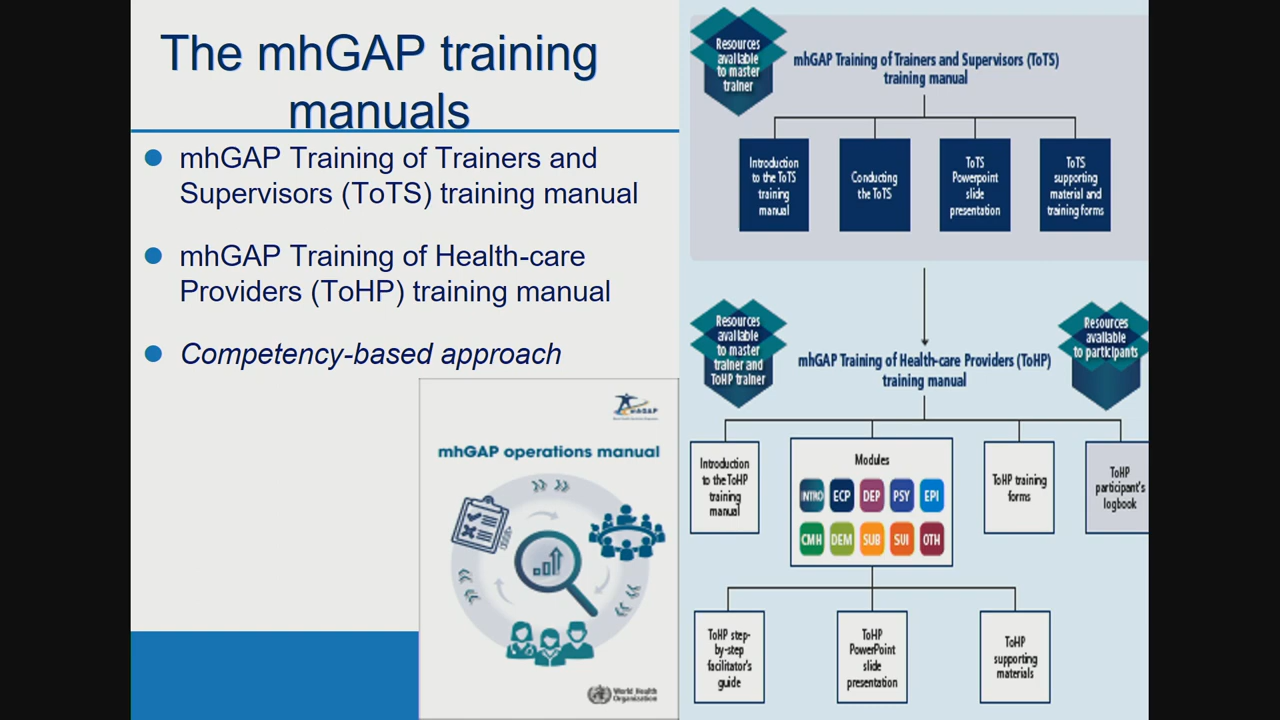 The mhGAP training
manuals
mhGAP Training of Trainers and
Supervisors (ToTS) training manual
mhGAP Training of Health-care
Providers (ToHP) training manual
Competency-based approach
mhGAP
mhGAP operations manual
World Health
Organization
Resources
available
to master
trainer
mhGAP Training of Trainers and Supervisors (ToTS)
training manual
Introduction
to the ToTS
training
manual
Conducting
the ToTS
ToTS
Powerpoint
slide
presentation
ToTS
supporting
material and
training forms
Resources
available
to master
trainer and
ToHP trainer
mhGAP Training of Health-care Providers (ToHP)
training manual
Resources
available
to participants
Introduction
to the ToHP
training
manual
Modules
INTRO ECP DEP PSY EPI
CMH DEM SUB SUI OTH
ToHP training
forms
ToHP
participant's
logbook
ToHP step-
by-step
facilitator's
guide
ToHP
PowerPoint
slide
presentation
ToHP
supporting
materials